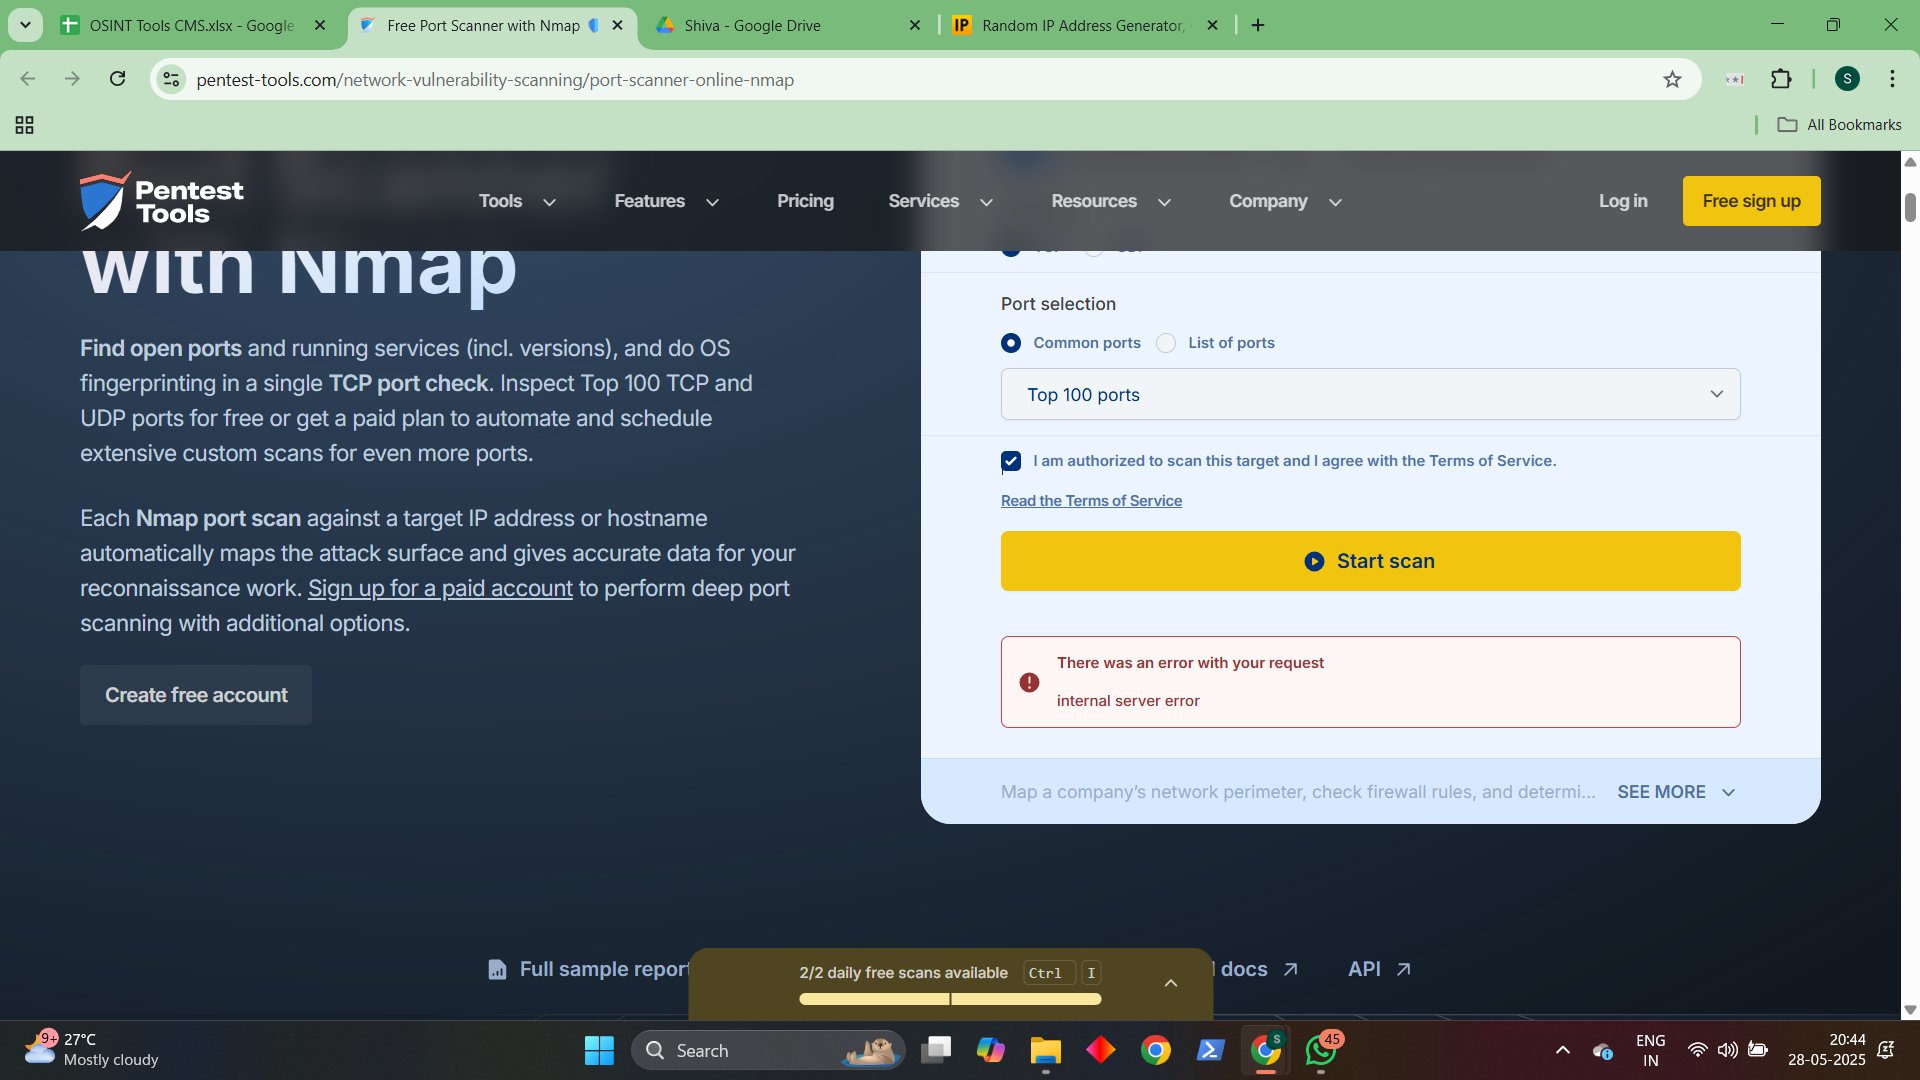 OSINT Tools CMS.xlsx - Google
Free Port Scanner with Nmap
Shiva - Google Drive
IP
Random IP Address Generator,
pentest-tools.com/network-vulnerability-scanning/port-scanner-online-nmap
S
All Bookmarks
Pentest
Tools
Tools
Features
Pricing
Services
Resources
Company
Log in
Free sign up
with Nmap
Find open ports and running services (incl. versions), and do OS
fingerprinting in a single TCP port check. Inspect Top 100 TCP and
UDP ports for free or get a paid plan to automate and schedule
extensive custom scans for even more ports.
Each Nmap port scan against a target IP address or hostname
automatically maps the attack surface and gives accurate data for your
reconnaissance work. Sign up for a paid account to perform deep port
scanning with additional options.
Create free account
Port selection
Common ports
List of ports
Top 100 ports
I am authorized to scan this target and I agree with the Terms of Service.
Read the Terms of Service
Start scan
There was an error with your request
internal server error
Map a company's network perimeter, check firewall rules, and determi...
SEE MORE
Full sample report
docs
API
2/2 daily free scans available
Ctrl
I
9+
27°C
Mostly cloudy
Search
S
45
ENG
IN
20:44
28-05-2025